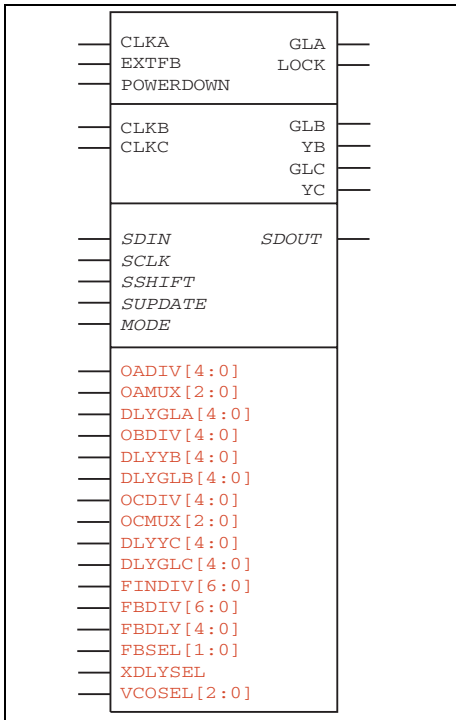 CLKA GLA
EXTFB LOCK
POWERDOWN
CLKB GLB
CLKC YB
GLC
YC
SDIN SDOUT
SCLK
SSHIFT
SUPDATE
MODE
OADIV[4:0]
OAMUX[2:0]
DLYGLA[4:0]
OBDIV[4:0]
DLYYB[4:0]
DLYGLB[4:0]
OCDIV[4:0]
OCMUX[2:0]
DLYYC[4:0]
DLYGLC[4:0]
FINDIV[6:0]
FBDIV[6:0]
FBDLY[4:0]
FBSEL[1:0]
XDLYSEL
VCOSEL[2:0]